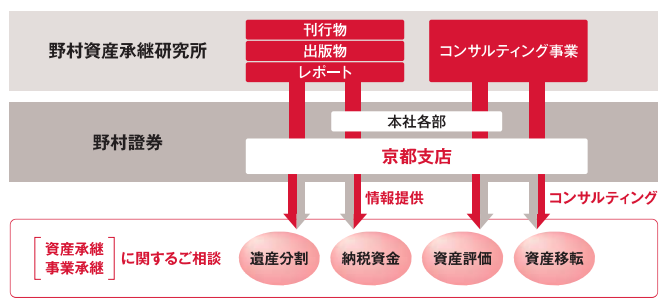 野村資産承継研究所
刊行物
出版物
レポート
コンサルティング事業
野村證券
本社各部
京都支店
情報提供
コンサルティング
資産承継
事業承継
に関するご相談
遺産分割
納税資金
資産評価
資産移転